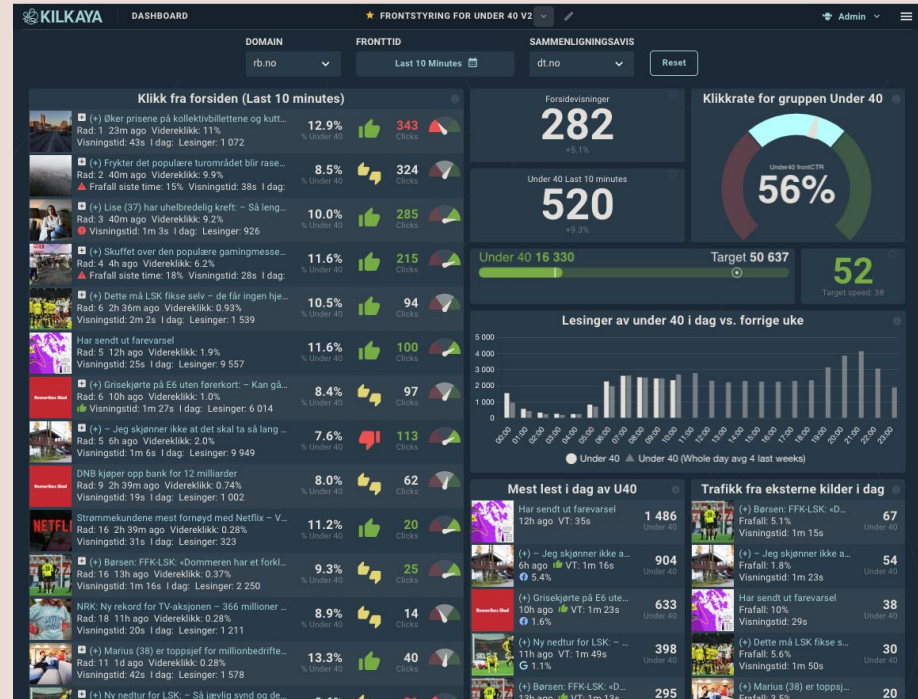 KILKAYA
DASHBOARD
★ FRONTSTYRING FOR UNDER 40 V2
Admin
DOMAIN
FRONTTID
SAMMENLIGNINGSAVIS
rb.no
Last 10 Minutes
dt.no
Reset
Klikk fra forsiden (Last 10 minutes)
(+) Øker prisene på kollektivbillettene og kutt...
Rad: 1 23m ago Videreklikk: 11%
Visningstid: 43s I dag: Lesinger: 1 072
12.9%
% Under 40
343
Clicks
(+) Frykter det populære turområdet blir rase...
Rad: 2 40m ago Videreklikk: 9.9%
Frafall siste time: 15% Visningstid: 38s I dag:
8.5%
% Under 40
324
Clicks
(+) Lise (37) har uhelbredelig kreft: – Så leng...
Rad: 3 40m ago Videreklikk: 9.2%
Visningstid: 1m 3s I dag: Lesinger: 926
10.0%
% Under 40
285
Clicks
(+) Skuffet over den populære gamingmesse...
Rad: 4 4h ago Videreklikk: 6.2%
Frafall siste time: 18% Visningstid: 28s I dag:
11.6%
% Under 40
215
Clicks
(+) Dette må LSK fikse selv – de får ingen hje...
Rad: 6 2h 36m ago Videreklikk: 0.93%
Visningstid: 2m 2s I dag: Lesinger: 1 539
10.5%
% Under 40
94
Clicks
Har sendt ut farevarsel
Rad: 5 12h ago Videreklikk: 1.9%
Visningstid: 25s I dag: Lesinger: 9 557
11.6%
% Under 40
100
Clicks
(+) Grisekjørte på E6 uten førerkort: – Kan gå...
Rad: 6 10h ago Videreklikk: 1.0%
Visningstid: 1m 27s I dag: Lesinger: 6 014
8.4%
% Under 40
97
Clicks
(+) – Jeg skjønner ikke at det skal ta så lang ...
Rad: 5 6h ago Videreklikk: 2.0%
Visningstid: 1m 6s I dag: Lesinger: 9 949
7.6%
% Under 40
113
Clicks
DNB kjøper opp bank for 12 milliarder
Rad: 9 2h 39m ago Videreklikk: 0.74%
Visningstid: 19s I dag: Lesinger: 1 002
8.0%
% Under 40
62
Clicks
NETFLI
Strømmekundene mest fornøyd med Netflix – V...
Rad: 16 2h 39m ago Videreklikk: 0.28%
Visningstid: 31s I dag: Lesinger: 323
11.2%
% Under 40
20
Clicks
(+) Børsen: FFK-LSK: «Dommeren har et forkl...
Rad: 16 13h ago Videreklikk: 0.37%
Visningstid: 1m 16s I dag: Lesinger: 2 250
9.3%
% Under 40
25
Clicks
NRK: Ny rekord for TV-aksjonen – 366 millioner ...
Rad: 18 11h ago Videreklikk: 0.28%
Visningstid: 20s I dag: Lesinger: 1 211
8.9%
% Under 40
14
Clicks
(+) Marius (38) er toppsjef for millionbedrifte...
Rad: 11 1d ago Videreklikk: 0.28%
Visningstid: 42s I dag: Lesinger: 1 578
13.3%
% Under 40
40
Clicks
(+) Ny nedtur for LSK: – Så jævlig synd og de...
Forsidevisninger
282
+5.1%
Under 40 Last 10 minutes
520
+9.3%
Klikkrate for gruppen Under 40
Under40 frontCTR
56%
Under 40 16 330
Target 50 637
52
Target speed: 38
Lesinger av under 40 i dag vs. forrige uke
5 000
4 000
3 000
2 000
1 000
0
00:00 01:00 02:00 03:00 04:00 05:00 06:00 07:00 08:00 09:00 10:00 11:00 12:00 13:00 14:00 15:00 16:00 17:00 18:00 19:00 20:00 21:00 22:00 23:00
Under 40 Under 40 (Whole day avg 4 last weeks)
Mest lest i dag av U40
Har sendt ut farevarsel
12h ago VT: 35s
1 486
Under 40
(+) – Jeg skjønner ikke a...
6h ago VT: 1m 16s
5.4%
904
Under 40
(+) Grisekjørte på E6 ute...
10h ago VT: 1m 23s
1.6%
633
Under 40
(+) Ny nedtur for LSK: – ...
11h ago VT: 1m 49s
G 1.1%
398
Under 40
(+) Børsen: FFK-LSK: «D...
13h ago VT: 1m 13s
295
Trafikk fra eksterne kilder i dag
(+) Børsen: FFK-LSK: «D...
Frafall: 5.1%
Visningstid: 1m 15s
67
Under 40
(+) – Jeg skjønner ikke a...
Frafall: 1.8%
Visningstid: 1m 23s
54
Under 40
Har sendt ut farevarsel
Frafall: 10%
Visningstid: 29s
38
Under 40
(+) Dette må LSK fikse s...
Frafall: 5.6%
Visningstid: 1m 50s
30
Under 40
(+) Marius (38) er toppsj...
Frafall: 3.5%
20